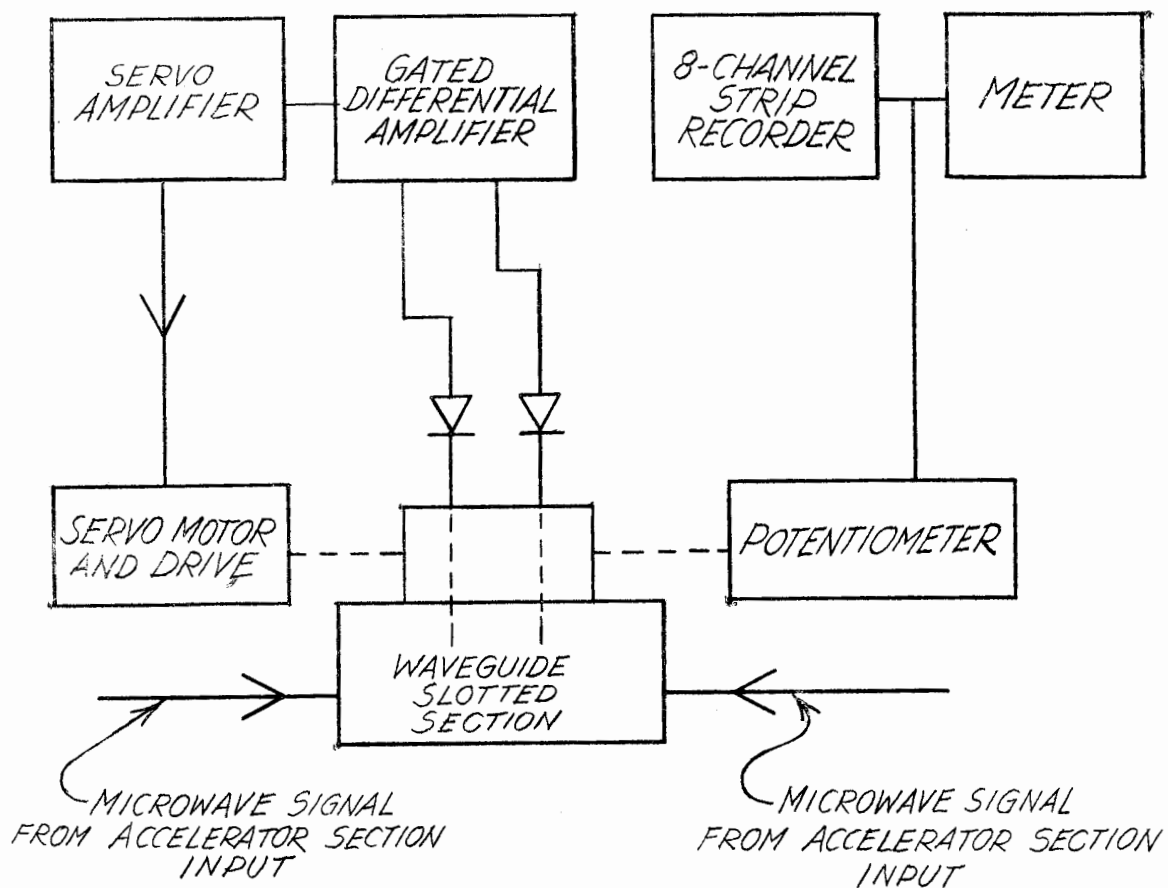 SERVO
AMPLIFIER
GATED
DIFFERENTIAL
AMPLIFIER
8-CHANNEL
STRIP
RECORDER
METER
SERVO MOTOR
AND DRIVE
POTENTIOMETER
WAVEGUIDE
SLOTTED
SECTION
MICROWAVE SIGNAL
FROM ACCELERATOR SECTION
INPUT
MICROWAVE SIGNAL
FROM ACCELERATOR SECTION
INPUT